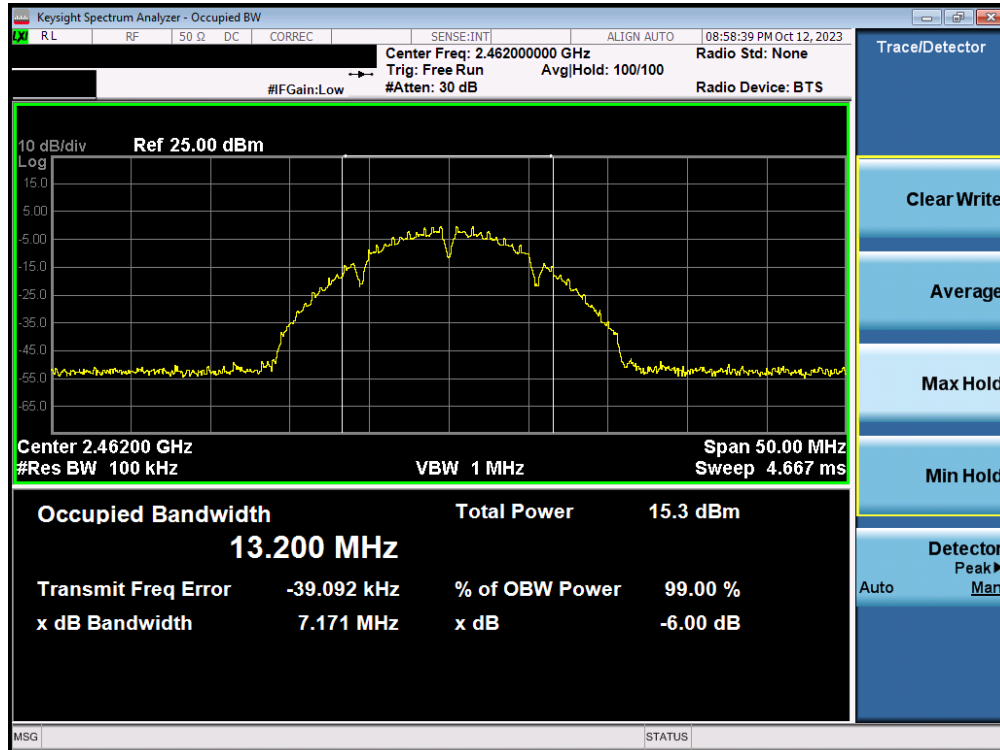 Keysight Spectrum Analyzer - Occupied BW
LXI RL RF 50 Ω DC CORREC SENSE:INT ALIGN AUTO 08:58:39 PM Oct 12, 2023
Center Freq: 2.462000000 GHz Radio Std: None
Trig: Free Run Avg|Hold: 100/100
#IFGain:Low #Atten: 30 dB Radio Device: BTS
Trace/Detector
10 dB/div Ref 25.00 dBm
Log
15.0
5.00
-5.00
-15.0
-25.0
-35.0
-45.0
-55.0
-65.0
Center 2.46200 GHz Span 50.00 MHz
#Res BW 100 kHz VBW 1 MHz Sweep 4.667 ms
Occupied Bandwidth Total Power 15.3 dBm
13.200 MHz
Transmit Freq Error -39.092 kHz % of OBW Power 99.00 %
x dB Bandwidth 7.171 MHz x dB -6.00 dB
Clear Write
Average
Max Hold
Min Hold
Detector
Peak▶
Auto Man
MSG STATUS